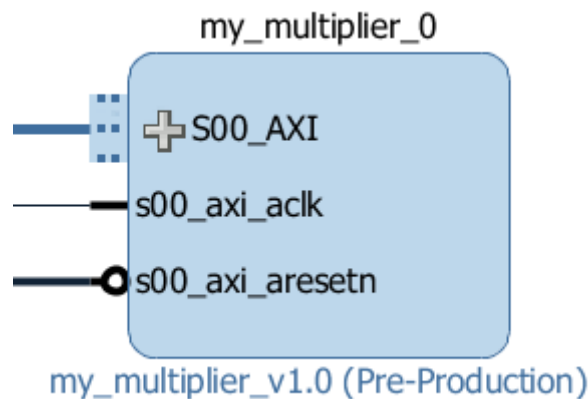 my_multiplier_0
S00_AXI
s00_axi_aclk
s00_axi_aresetn
my_multiplier_v1.0 (Pre-Production)